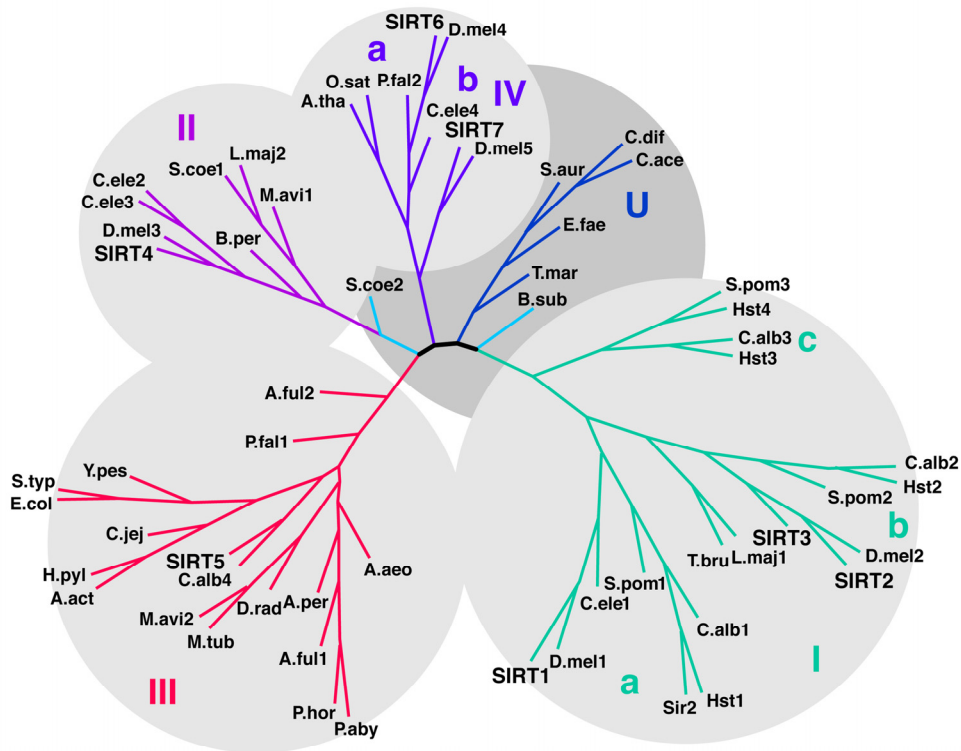 SIRT6
D.mel4
a
O.sat
P.fal2
b
IV
A.tha
C.ele4
SIRT7
D.mel5
II
L.maj2
S.coe1
M.avi1
C.ele2
C.ele3
D.mel3
SIRT4
B.per
S.coe2
C.dif
C.ace
S.aur
U
E.fae
T.mar
B.sub
S.pom3
Hst4
C.alb3
c
Hst3
A.ful2
P.fal1
Y.pes
S.typ
E.col
C.jej
SIRT5
C.alb4
H.pyl
A.act
M.avi2
M.tub
D.rad
A.per
A.aeo
A.ful1
P.hor
P.aby
III
C.alb2
Hst2
S.pom2
b
SIRT3
D.mel2
SIRT2
T.bru
L.maj1
S.pom1
C.ele1
C.alb1
D.mel1
SIRT1
a
I
Sir2
Hst1